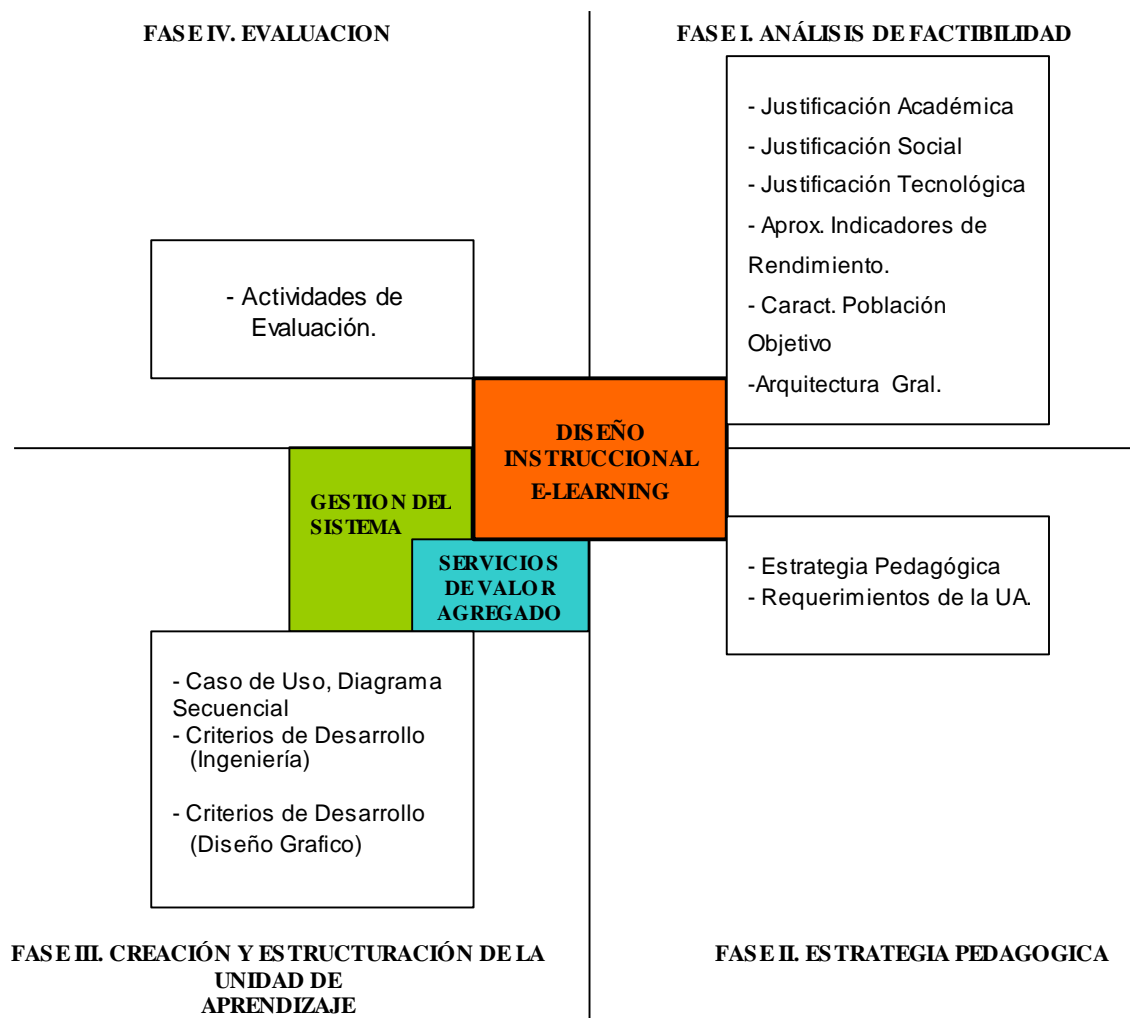 FASE IV. EVALUACION
FASE I. ANÁLISIS DE FACTIBILIDAD
- Justificación Académica
- Justificación Social
- Justificación Tecnológica
- Aprox. Indicadores de
Rendimiento.
- Caract. Población
Objetivo
-Arquitectura Gral.
- Actividades de
Evaluación.
DISEÑO
INSTRUCCIONAL
E-LEARNING
GESTION DEL
SISTEMA
SERVICIOS
DE VALOR
AGREGADO
- Estrategia Pedagógica
- Requerimientos de la UA.
- Caso de Uso, Diagrama
Secuencial
- Criterios de Desarrollo
(Ingeniería)
- Criterios de Desarrollo
(Diseño Grafico)
FASE III. CREACIÓN Y ESTRUCTURACIÓN DE LA
UNIDAD DE
APRENDIZAJE
FASE II. ESTRATEGIA PEDAGOGICA